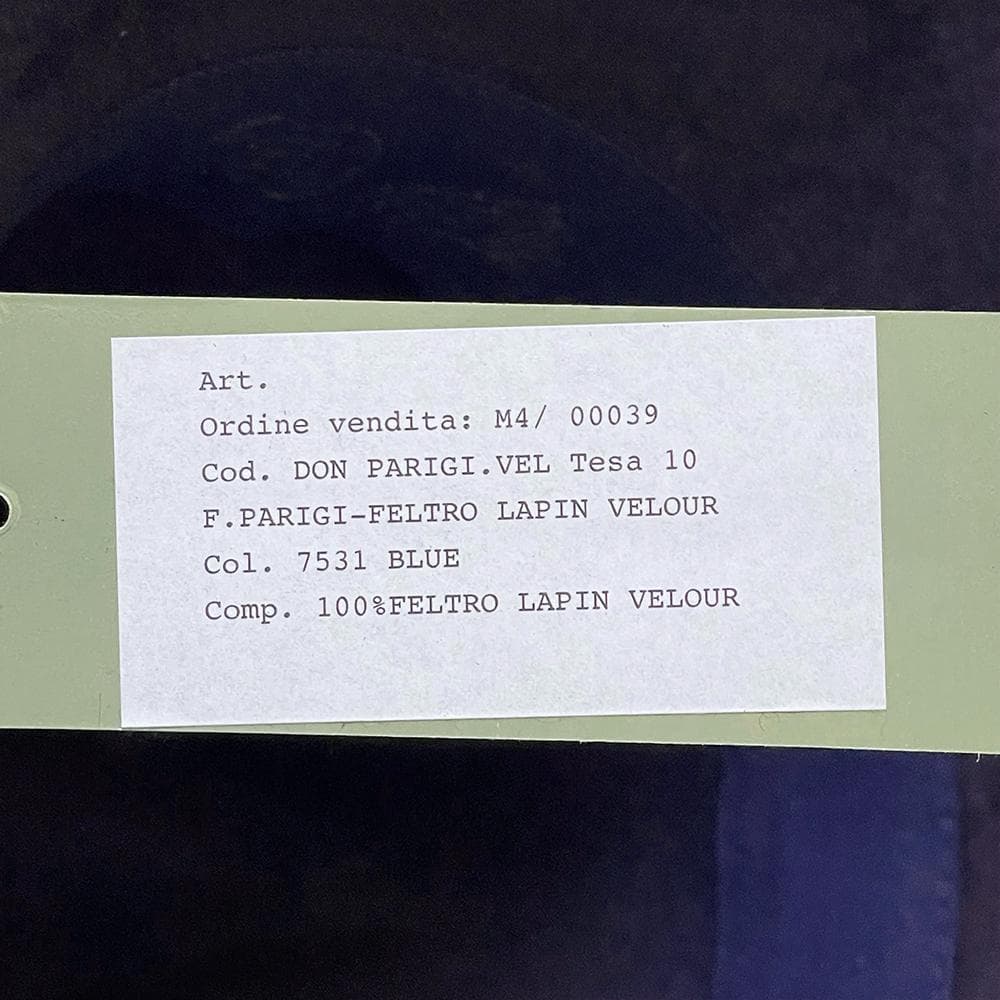 Art.
Ordine vendita: M4/ 00039
Cod. DON PARIGI.VEL Tesa 10
F.PARIGI-FELTRO LAPIN VELOUR
Col. 7531 BLUE
Comp. 100%FELTRO LAPIN VELOUR